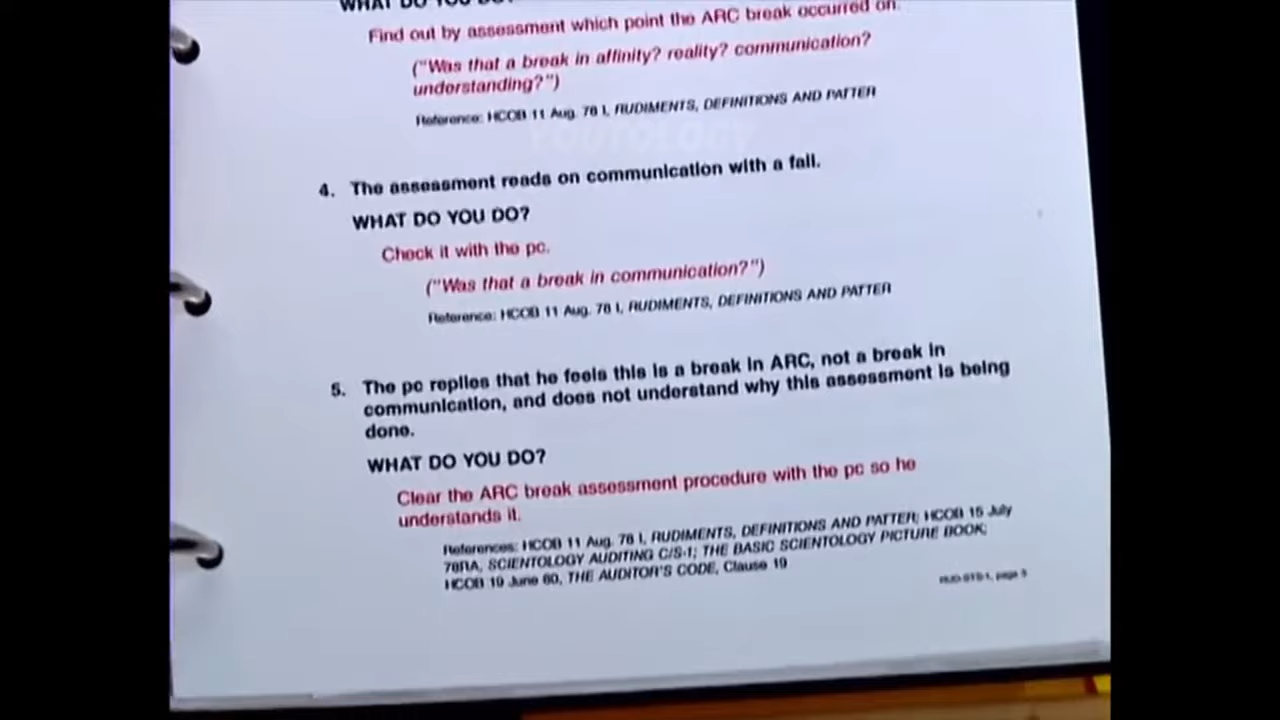 WHAT DO YOU DO?
Find out by assessment which point the ARC break occurred on.
("Was that a break in affinity? reality? communication?
understanding?")
Reference: HCOB 11 Aug. 78 I, RUDIMENTS, DEFINITIONS AND PATTER
YOUTOLOGY
4. The assessment reads on communication with a fall.
WHAT DO YOU DO?
Check it with the pc.
("Was that a break in communication?")
Reference: HCOB 11 Aug. 78 I, RUDIMENTS, DEFINITIONS AND PATTER
5. The pc replies that he feels this is a break in ARC, not a break in
communication, and does not understand why this assessment is being
done.
WHAT DO YOU DO?
Clear the ARC break assessment procedure with the pc so he
understands it.
References: HCOB 11 Aug. 78 I, RUDIMENTS, DEFINITIONS AND PATTER; HCOB 15 July
78RA, SCIENTOLOGY AUDITING C/S-1; THE BASIC SCIENTOLOGY PICTURE BOOK;
HCOB 19 June 80, THE AUDITOR'S CODE, Clause 19
page